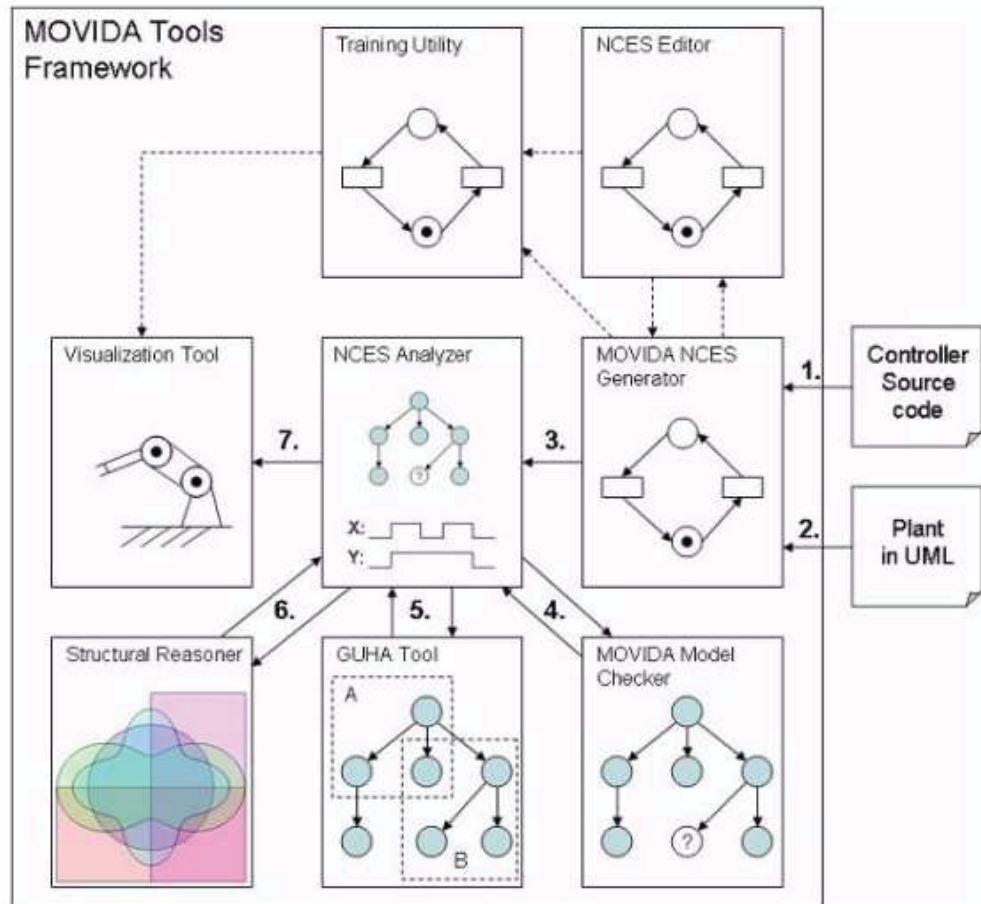 MOVIDA Tools
Framework
Training Utility
NCES Editor
Visualization Tool
NCES Analyzer
?
X:
Y:
MOVIDA NCES
Generator
1.
Controller
Source
code
7.
3.
2.
Plant
in UML
6.
5.
4.
Structural Reasoner
GUHA Tool
A
B
MOVIDA Model
Checker
?